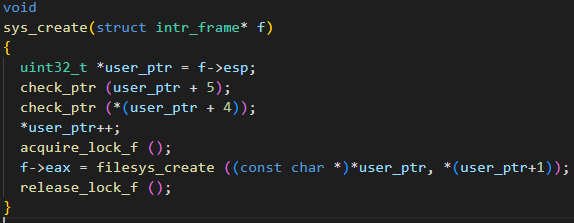 void
sys_create(struct intr_frame* f)
{
  uint32_t *user_ptr = f->esp;
  check_ptr (user_ptr + 5);
  check_ptr (*(user_ptr + 4));
  *user_ptr++;
  acquire_lock_f ();
  f->eax = filesys_create ((const char *)*user_ptr, *(user_ptr+1));
  release_lock_f ();
}